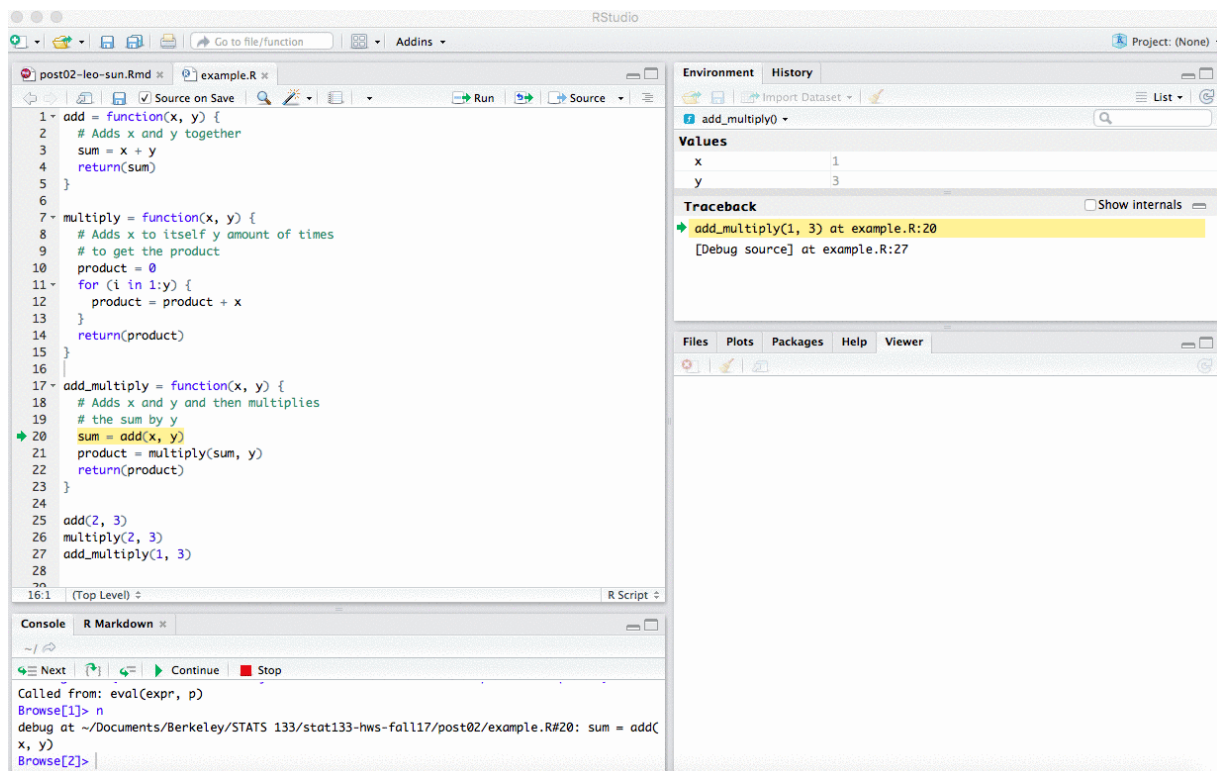 RStudio
Go to file/function
Addins
Project: (None)
post02-leo-sun.Rmd
example.R
Source on Save
Run
Source
1 add = function(x, y) {
2   # Adds x and y together
3   sum = x + y
4   return(sum)
5 }
6
7 multiply = function(x, y) {
8   # Adds x to itself y amount of times
9   # to get the product
10   product = 0
11   for (i in 1:y) {
12     product = product + x
13   }
14   return(product)
15 }
16
17 add_multiply = function(x, y) {
18   # Adds x and y and then multiplies
19   # the sum by y
20   sum = add(x, y)
21   product = multiply(sum, y)
22   return(product)
23 }
24
25 add(2, 3)
26 multiply(2, 3)
27 add_multiply(1, 3)
28
16:1 (Top Level)
R Script
Console R Markdown
~/
Next Continue Stop
Called from: eval(expr, p)
Browse[1]> n
debug at ~/Documents/Berkeley/STATS 133/stat133-hws-fall17/post02/example.R#20: sum = add(
x, y)
Browse[2]>
Environment History
Import Dataset
List
add_multiply()
Values
x 1
y 3
Traceback
Show internals
add_multiply(1, 3) at example.R:20
[Debug source] at example.R:27
Files Plots Packages Help Viewer